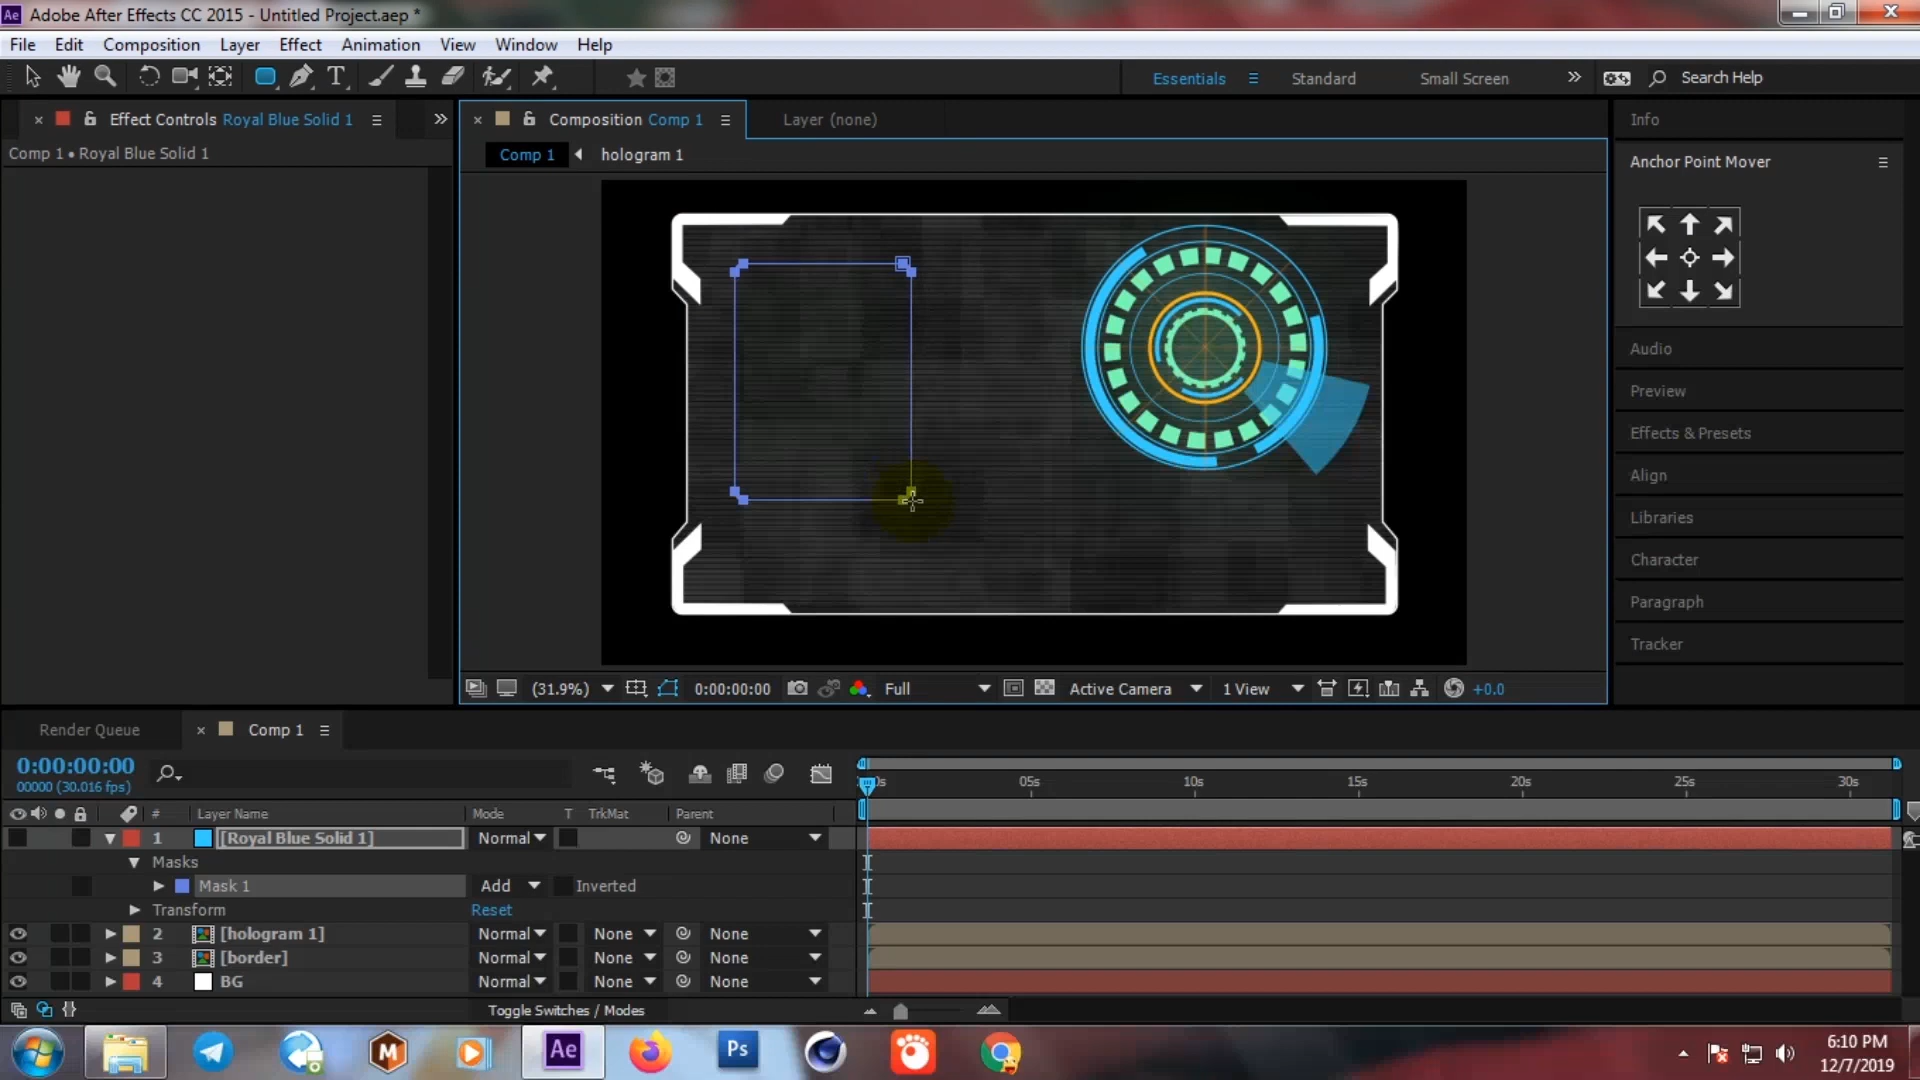 Ae Adobe After Effects CC 2015 - Untitled Project.aep *
File Edit Composition Layer Effect Animation View Window Help
T Essentials Standard Small Screen Search Help
Effect Controls Royal Blue Solid 1
Composition Comp 1 Layer (none)
Info
Comp 1 • Royal Blue Solid 1
Comp 1 hologram 1
Anchor Point Mover
Audio
Preview
Effects & Presets
Align
Libraries
Character
Paragraph
Tracker
(31.9%) 0:00:00:00 Full Active Camera 1 View +0.0
Render Queue Comp 1
0:00:00:00
00000 (30.016 fps)
05s 10s 15s 20s 25s 30s
# Layer Name Mode T TrkMat Parent
1 [Royal Blue Solid 1] Normal None
Masks
Mask 1 Add Inverted
Transform Reset
2 [hologram 1] Normal None None
3 [border] Normal None None
4 BG Normal None None
Toggle Switches / Modes
Ae Ps
6:10 PM
12/7/2019